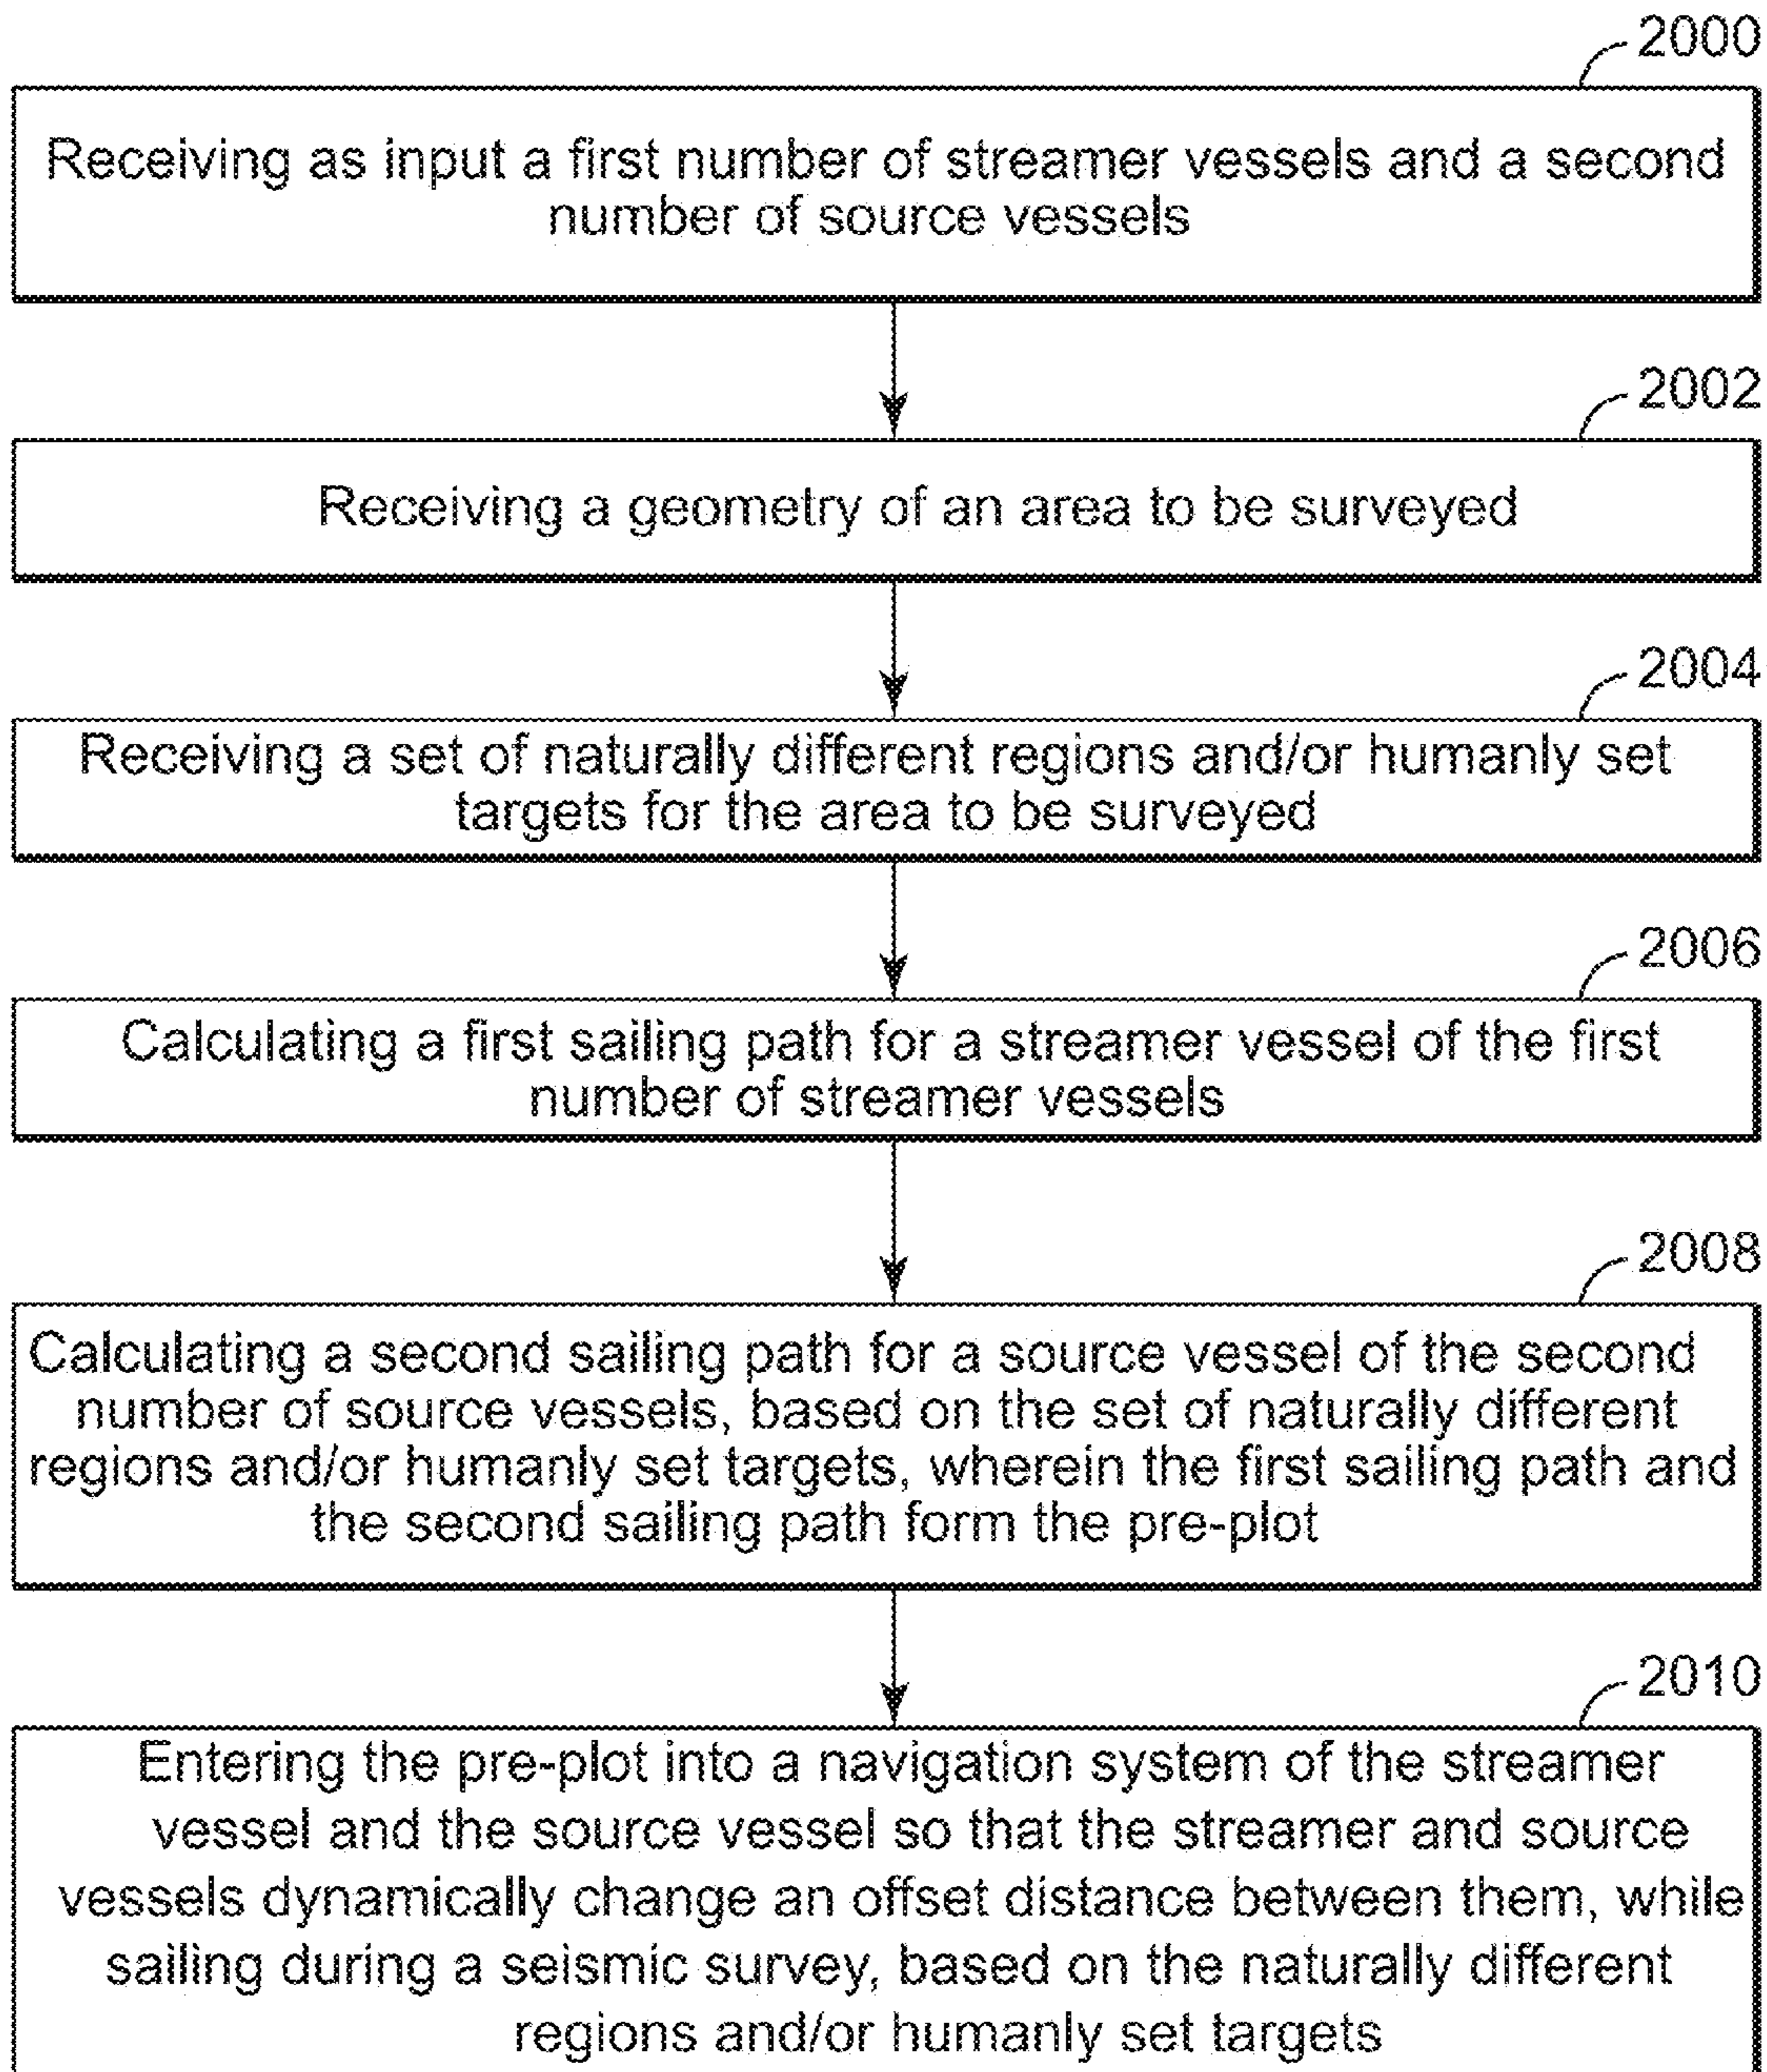 2000
Receiving as input a first number of streamer vessels and a second
number of source vessels
2002
Receiving a geometry of an area to be surveyed
2004
Receiving a set of naturally different regions and/or humanly set
targets for the area to be surveyed
2006
Calculating a first sailing path for a streamer vessel of the first
number of streamer vessels
2008
Calculating a second sailing path for a source vessel of the second
number of source vessels, based on the set of naturally different
regions and/or humanly set targets, wherein the first sailing path and
the second sailing path form the pre-plot
2010
Entering the pre-plot into a navigation system of the streamer
vessel and the source vessel so that the streamer and source
vessels dynamically change an offset distance between them, while
sailing during a seismic survey, based on the naturally different
regions and/or humanly set targets